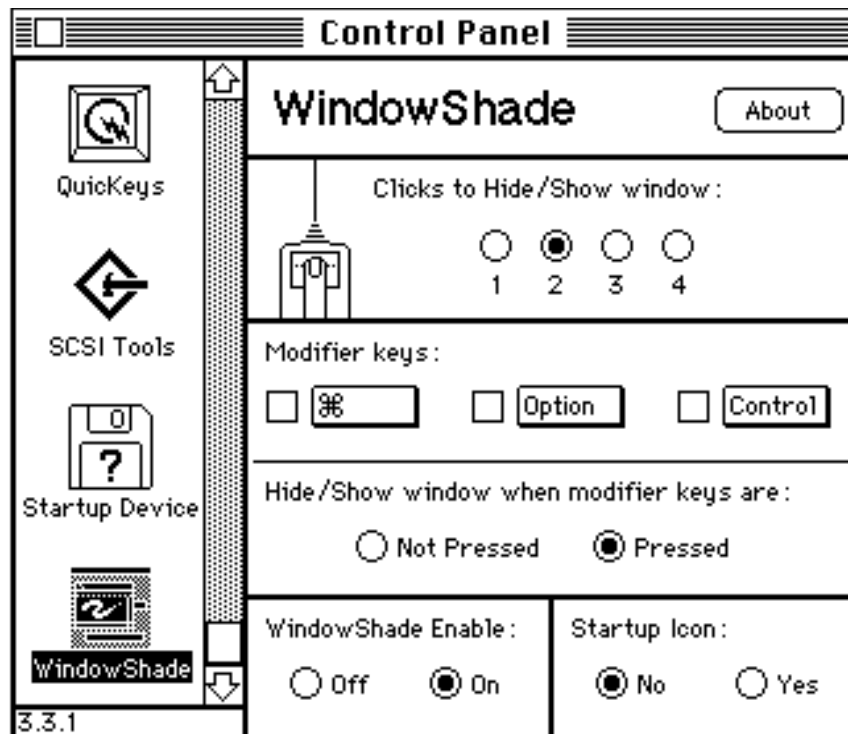 Control Panel
QuicKeys
SCSI Tools
0
?
Startup Device
WindowShade
3.3.1
WindowShade
About
Clicks to Hide/Show window:
1 2 3 4
Modifier keys:
⌘ Option Control
Hide/Show window when modifier keys are:
Not Pressed Pressed
WindowShade Enable:
Off On
Startup Icon:
No Yes